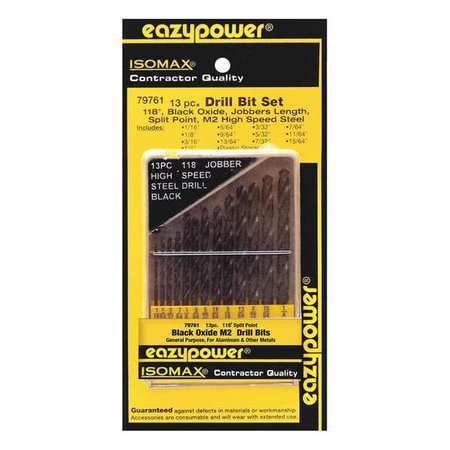 eazypower®
ISOMAX®
Contractor Quality
79761 13 pc. Drill Bit Set
118°, Black Oxide, Jobbers Length,
Split Point, M2 High Speed Steel
Includes: •1/16" •5/64" •3/32" •7/64"
•1/8" •9/64" •5/32" •11/64"
•3/16" •13/64" •7/32" •15/64"
13PC 118 JOBBER
HIGH SPEED
STEEL DRILL
BLACK
79761 13pc. 118° Split Point
Black Oxide M2 Drill Bits
General Purpose, For Aluminum & Other Metals
eazypower®
ISOMAX® Contractor Quality
Guaranteed against defects in materials or workmanship.
Accessories are consumable and will wear with extended use.
eazypower®
eazypower®